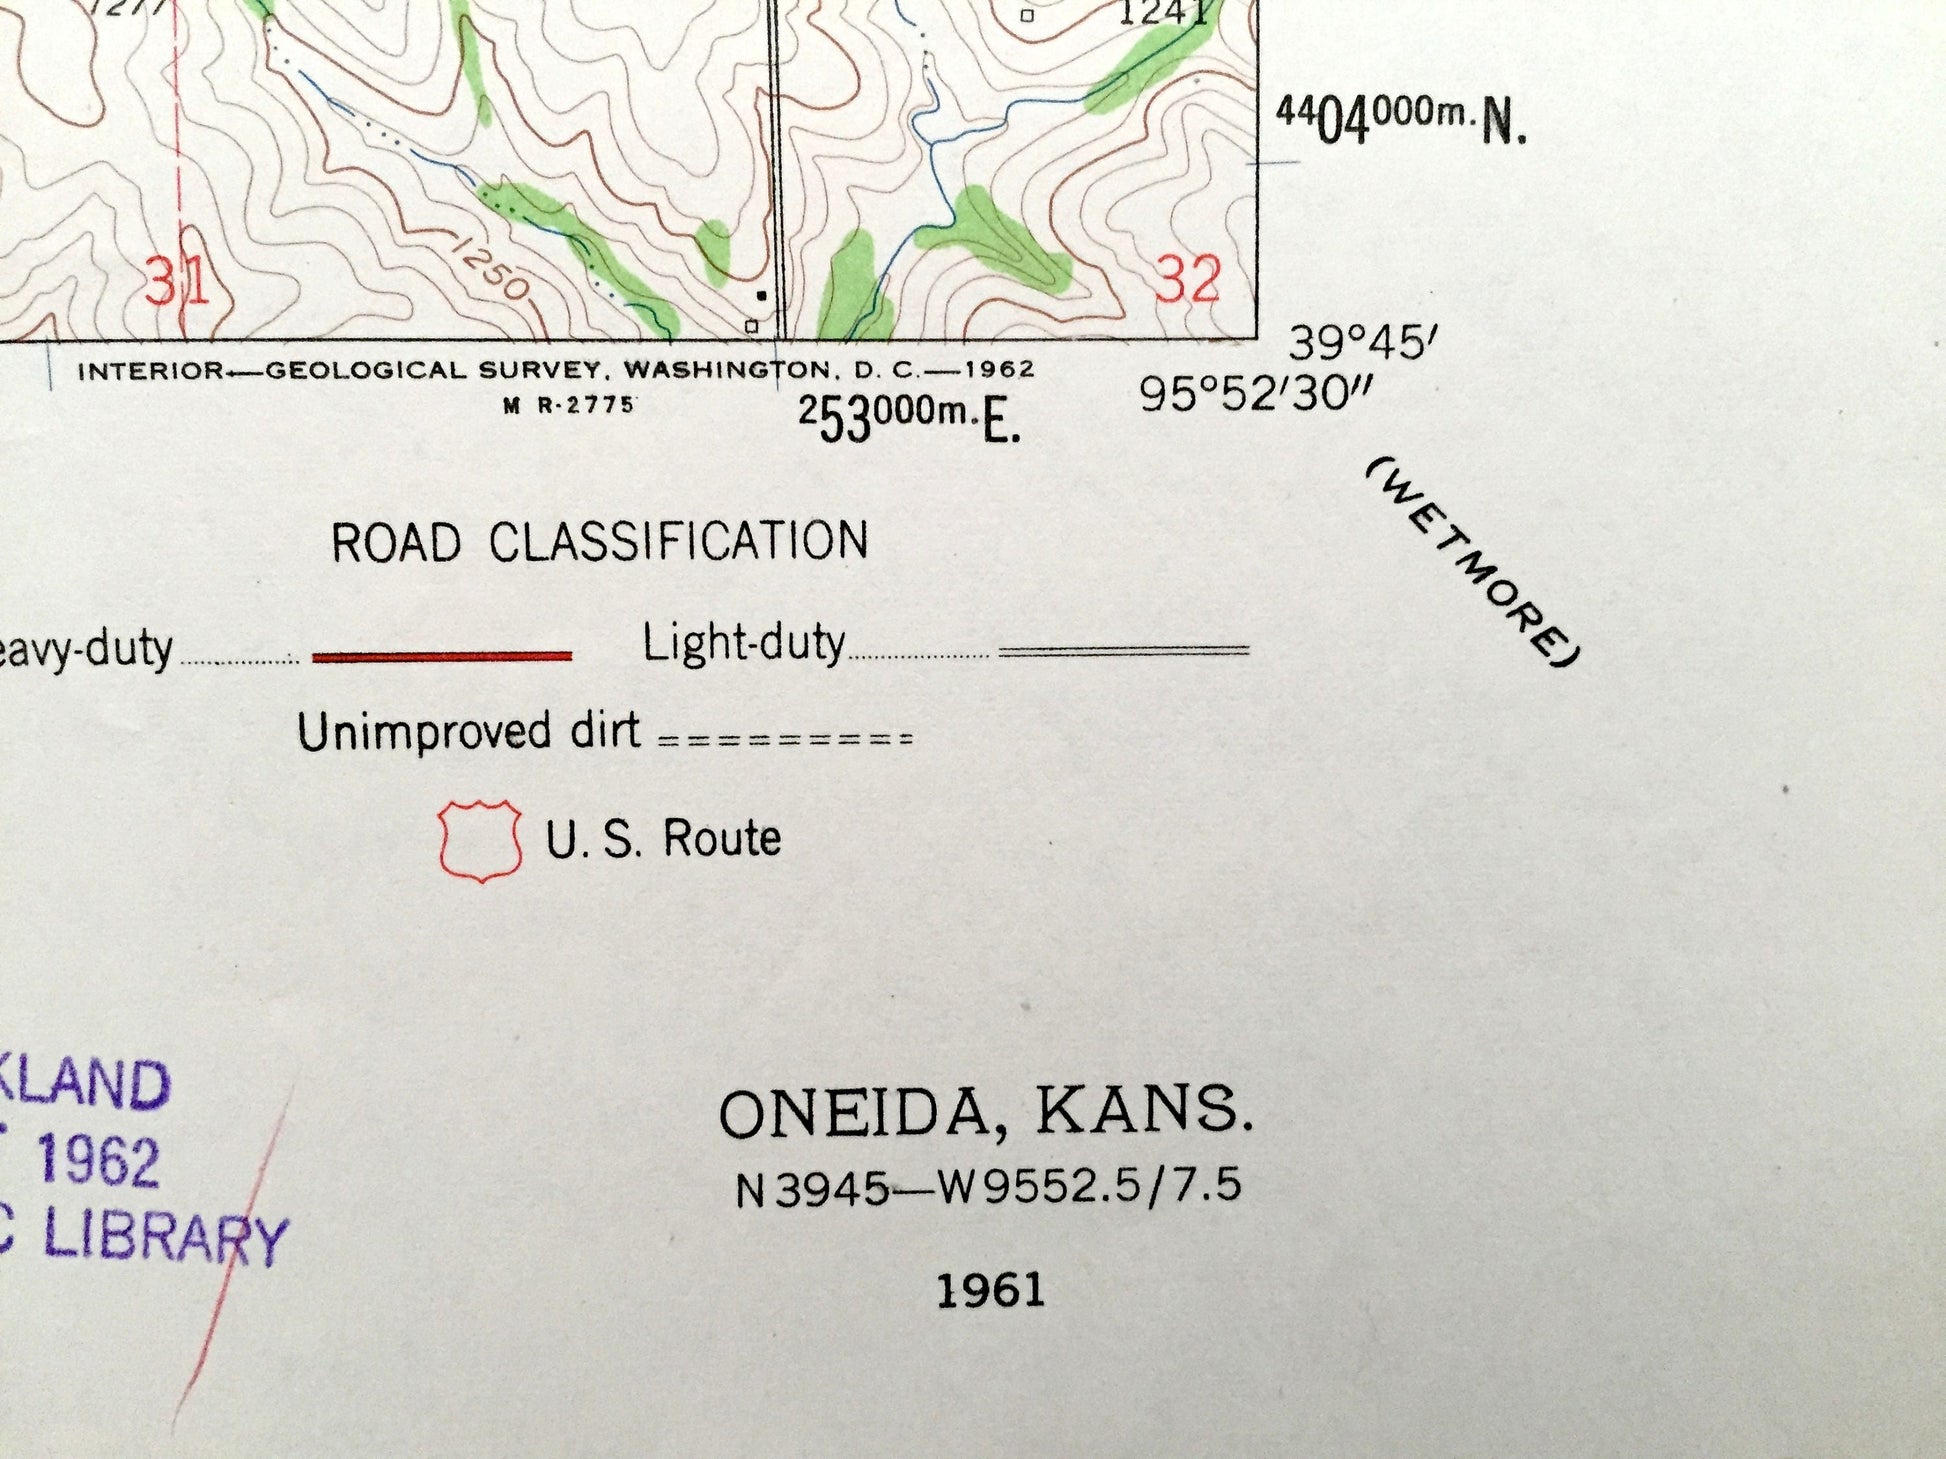 1277
1241
4404000m.N.
31
1250
32
39°45′
INTERIOR—GEOLOGICAL SURVEY, WASHINGTON, D. C.—1962
95°52′30″
M R-2775
253000m.E.
(WETMORE)
ROAD CLASSIFICATION
eavy-duty Light-duty
Unimproved dirt
U. S. Route
KLAND
1962
C LIBRARY
ONEIDA, KANS.
N3945—W9552.5/7.5
1961